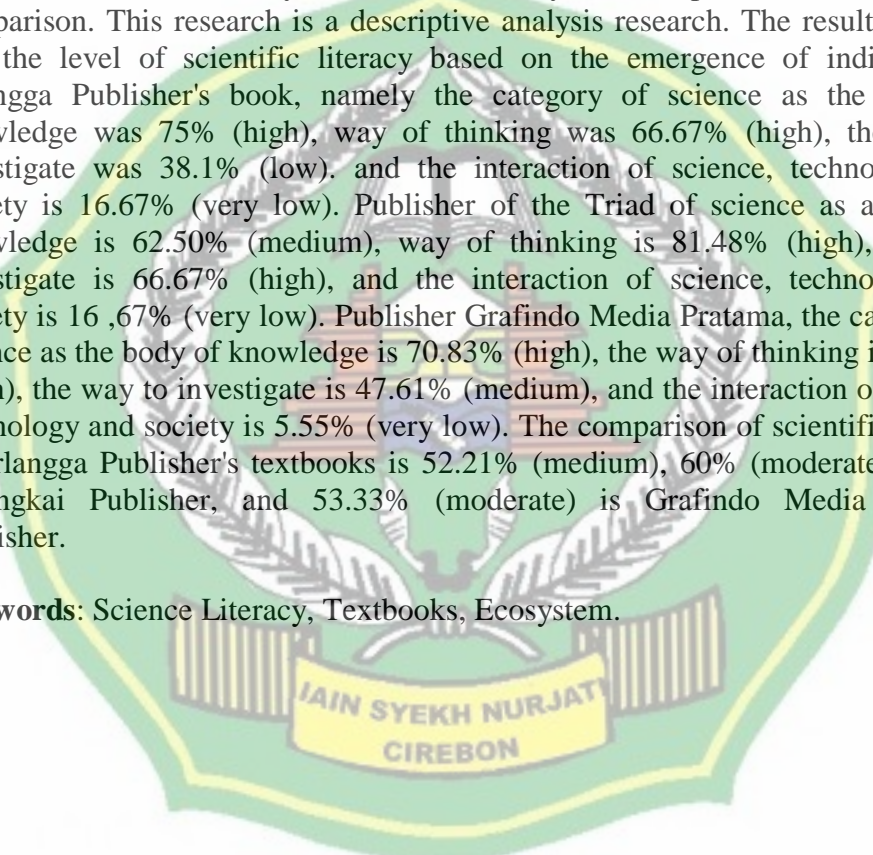 parison. This research is a descriptive analysis research. The result
the level of scientific literacy based on the emergence of indi
ngga Publisher's book, namely the category of science as the
wledge was 75% (high), way of thinking was 66.67% (high), the
stigate was 38.1% (low). and the interaction of science, techno
ety is 16.67% (very low). Publisher of the Triad of science as a
wledge is 62.50% (medium), way of thinking is 81.48% (high),
stigate is 66.67% (high), and the interaction of science, techno
ety is 16 ,67% (very low). Publisher Grafindo Media Pratama, the ca
nce as the body of knowledge is 70.83% (high), the way of thinking i
n), the way to investigate is 47.61% (medium), and the interaction o
nology and society is 5.55% (very low). The comparison of scientifi
rlangga Publisher's textbooks is 52.21% (medium), 60% (moderate
ngkai Publisher, and 53.33% (moderate) is Grafindo Media
isher.
words: Science Literacy, Textbooks, Ecosystem.
IAIN SYEKH NURJATI
CIREBON